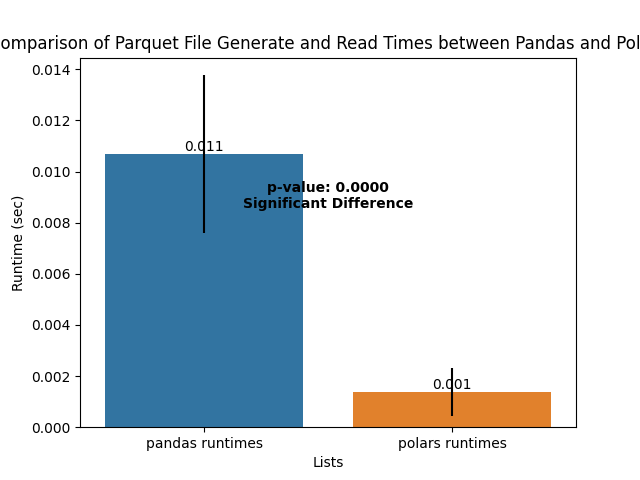 omparison of Parquet File Generate and Read Times between Pandas and Pol
0.014
0.012
0.010
0.008
0.006
0.004
0.002
0.000
Runtime (sec)
0.011
p-value: 0.0000
Significant Difference
0.001
pandas runtimes
polars runtimes
Lists